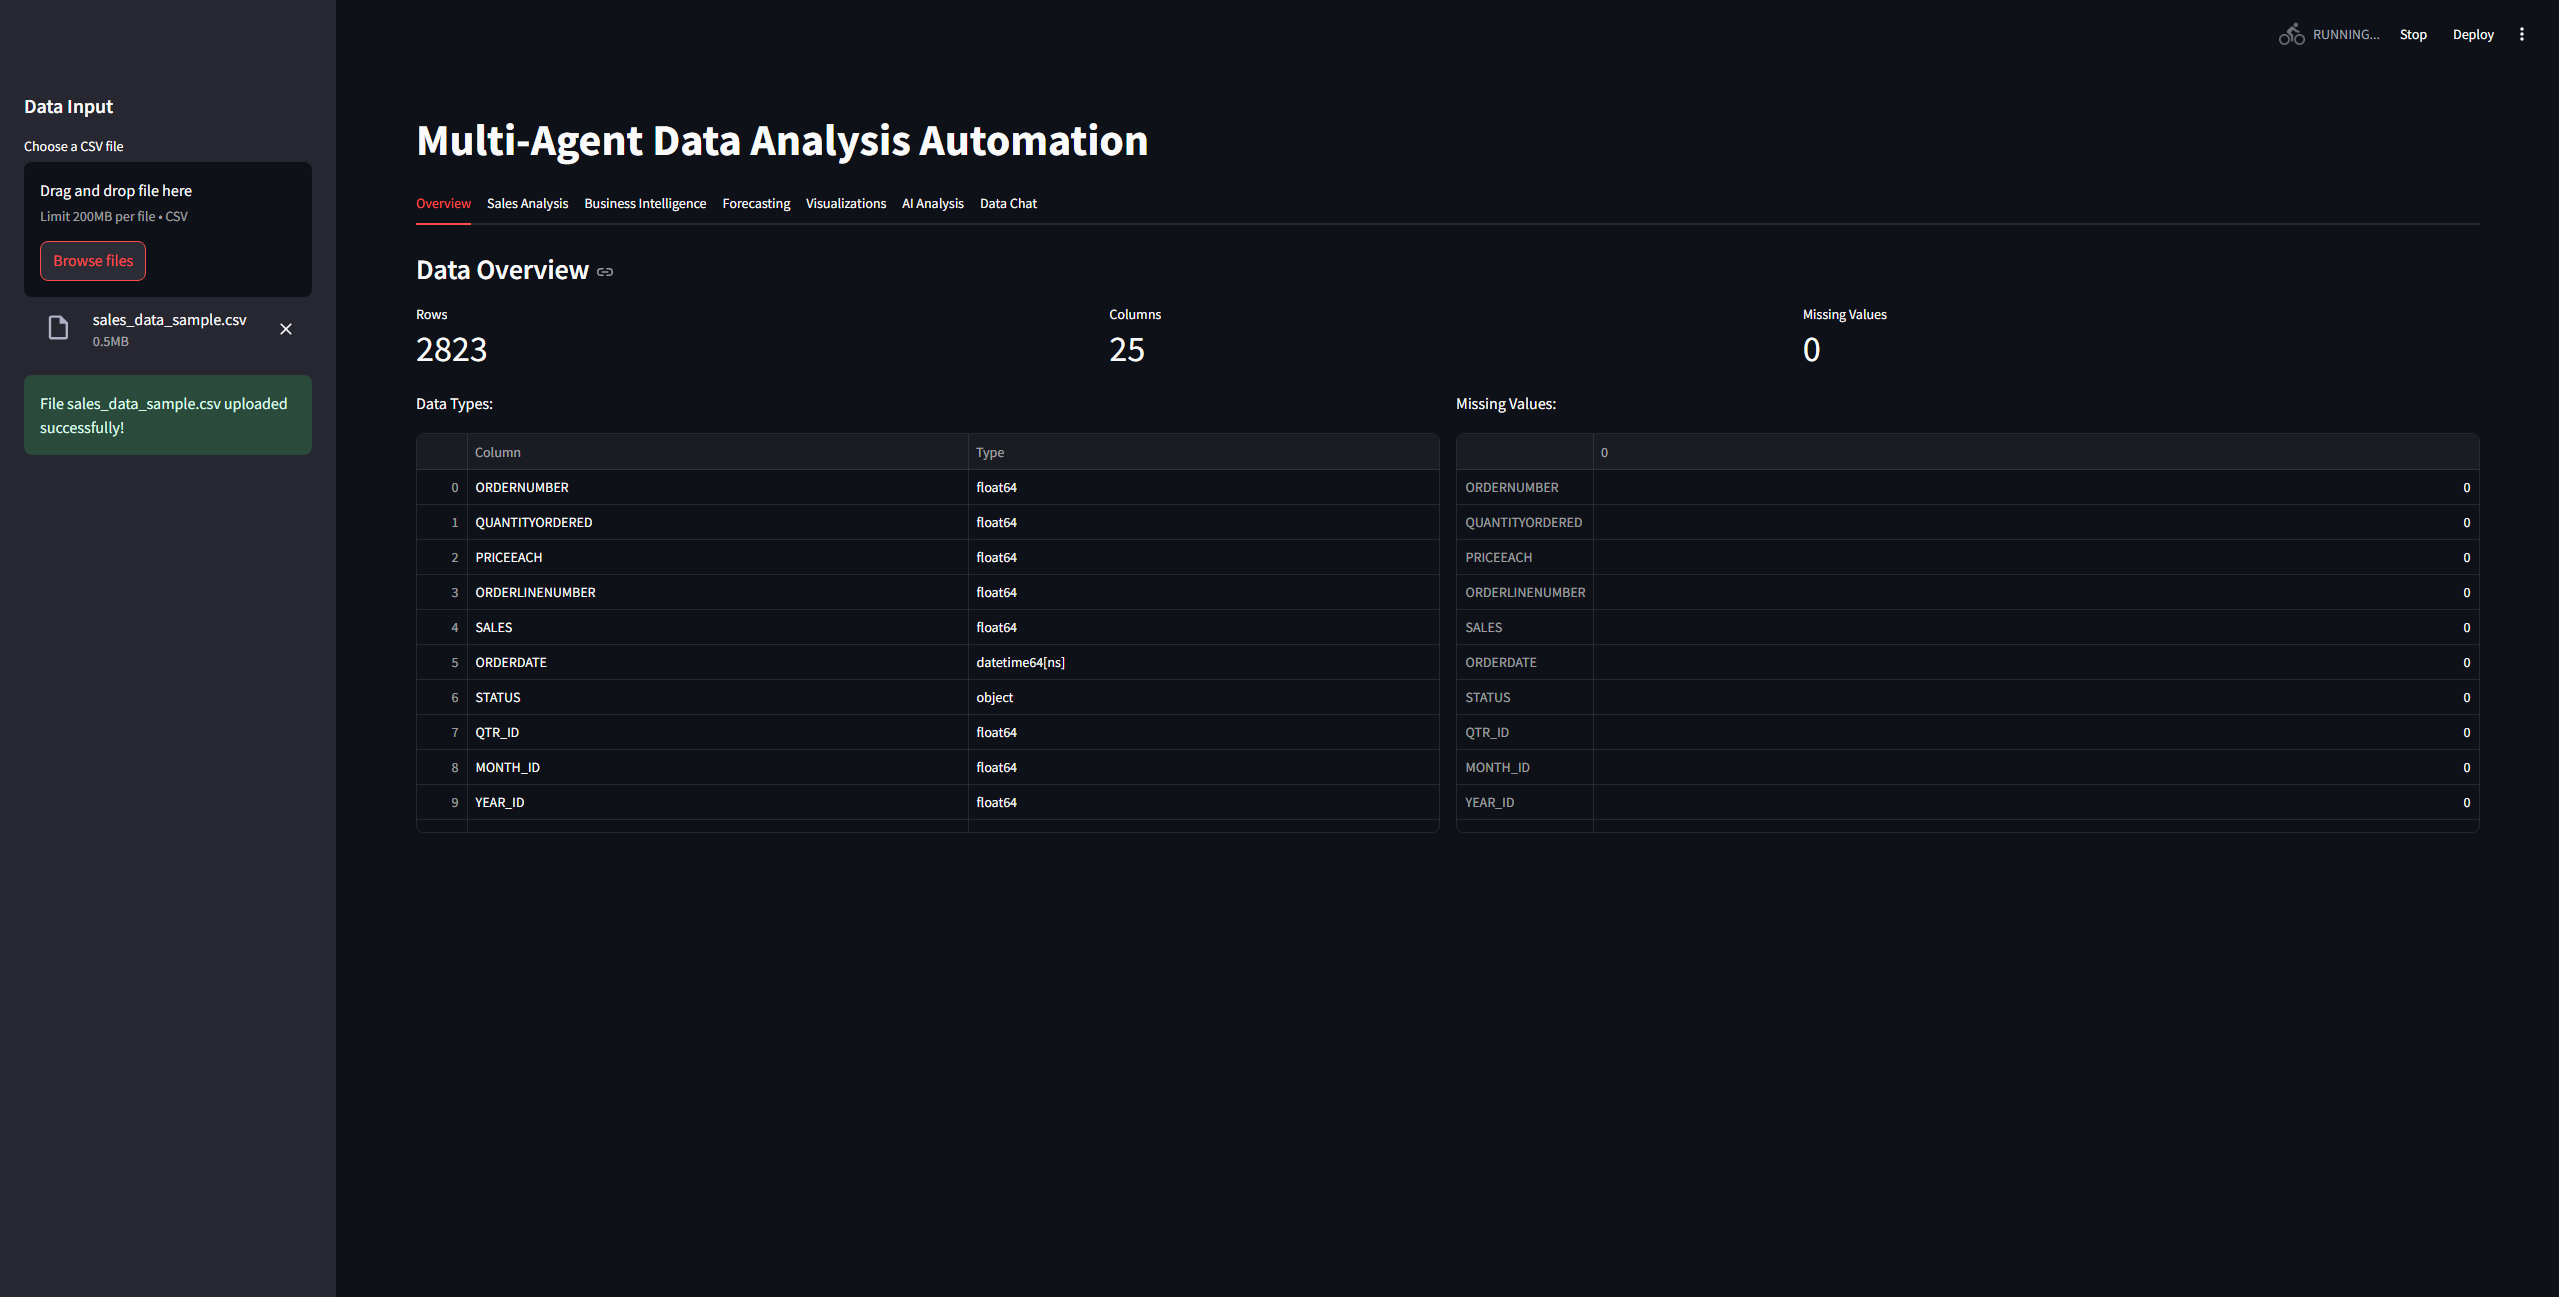 RUNNING...
Stop
Deploy
Data Input
Choose a CSV file
Drag and drop file here
Limit 200MB per file • CSV
Browse files
sales_data_sample.csv
0.5MB
File sales_data_sample.csv uploaded
successfully!
Multi-Agent Data Analysis Automation
Overview Sales Analysis Business Intelligence Forecasting Visualizations AI Analysis Data Chat
Data Overview
Rows Columns Missing Values
2823 25 0
Data Types:
Column Type
0 ORDERNUMBER float64
1 QUANTITYORDERED float64
2 PRICEEACH float64
3 ORDERLINENUMBER float64
4 SALES float64
5 ORDERDATE datetime64[ns]
6 STATUS object
7 QTR_ID float64
8 MONTH_ID float64
9 YEAR_ID float64
Missing Values:
0
ORDERNUMBER 0
QUANTITYORDERED 0
PRICEEACH 0
ORDERLINENUMBER 0
SALES 0
ORDERDATE 0
STATUS 0
QTR_ID 0
MONTH_ID 0
YEAR_ID 0